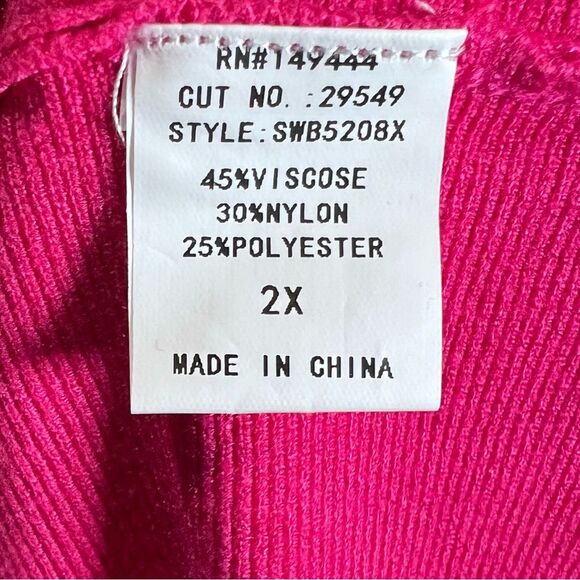 RN#149444
CUT NO.:29549
STYLE:SWB5208X
45%VISCOSE
30%NYLON
25%POLYESTER
2X
MADE IN CHINA